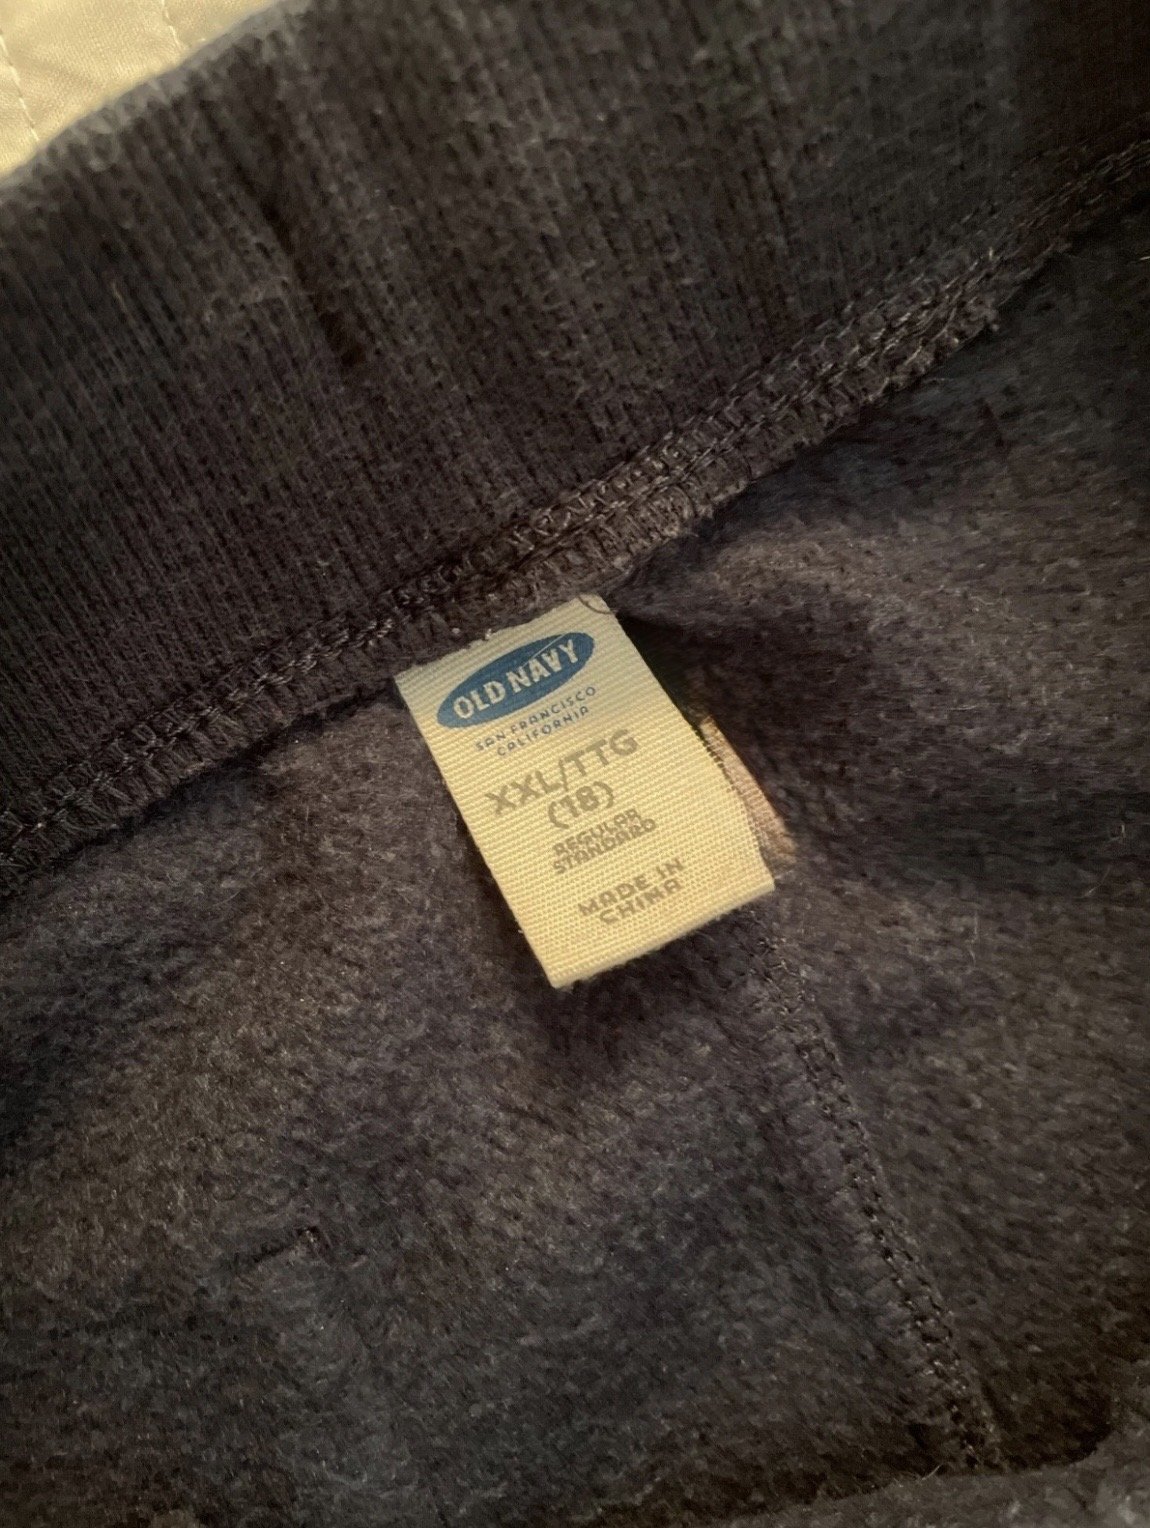 OLD NAVY
SAN FRANCISCO
CALIFORNIA
XXL/TTG
(18)
REGULAR
STANDARD
MADE IN
CHINA